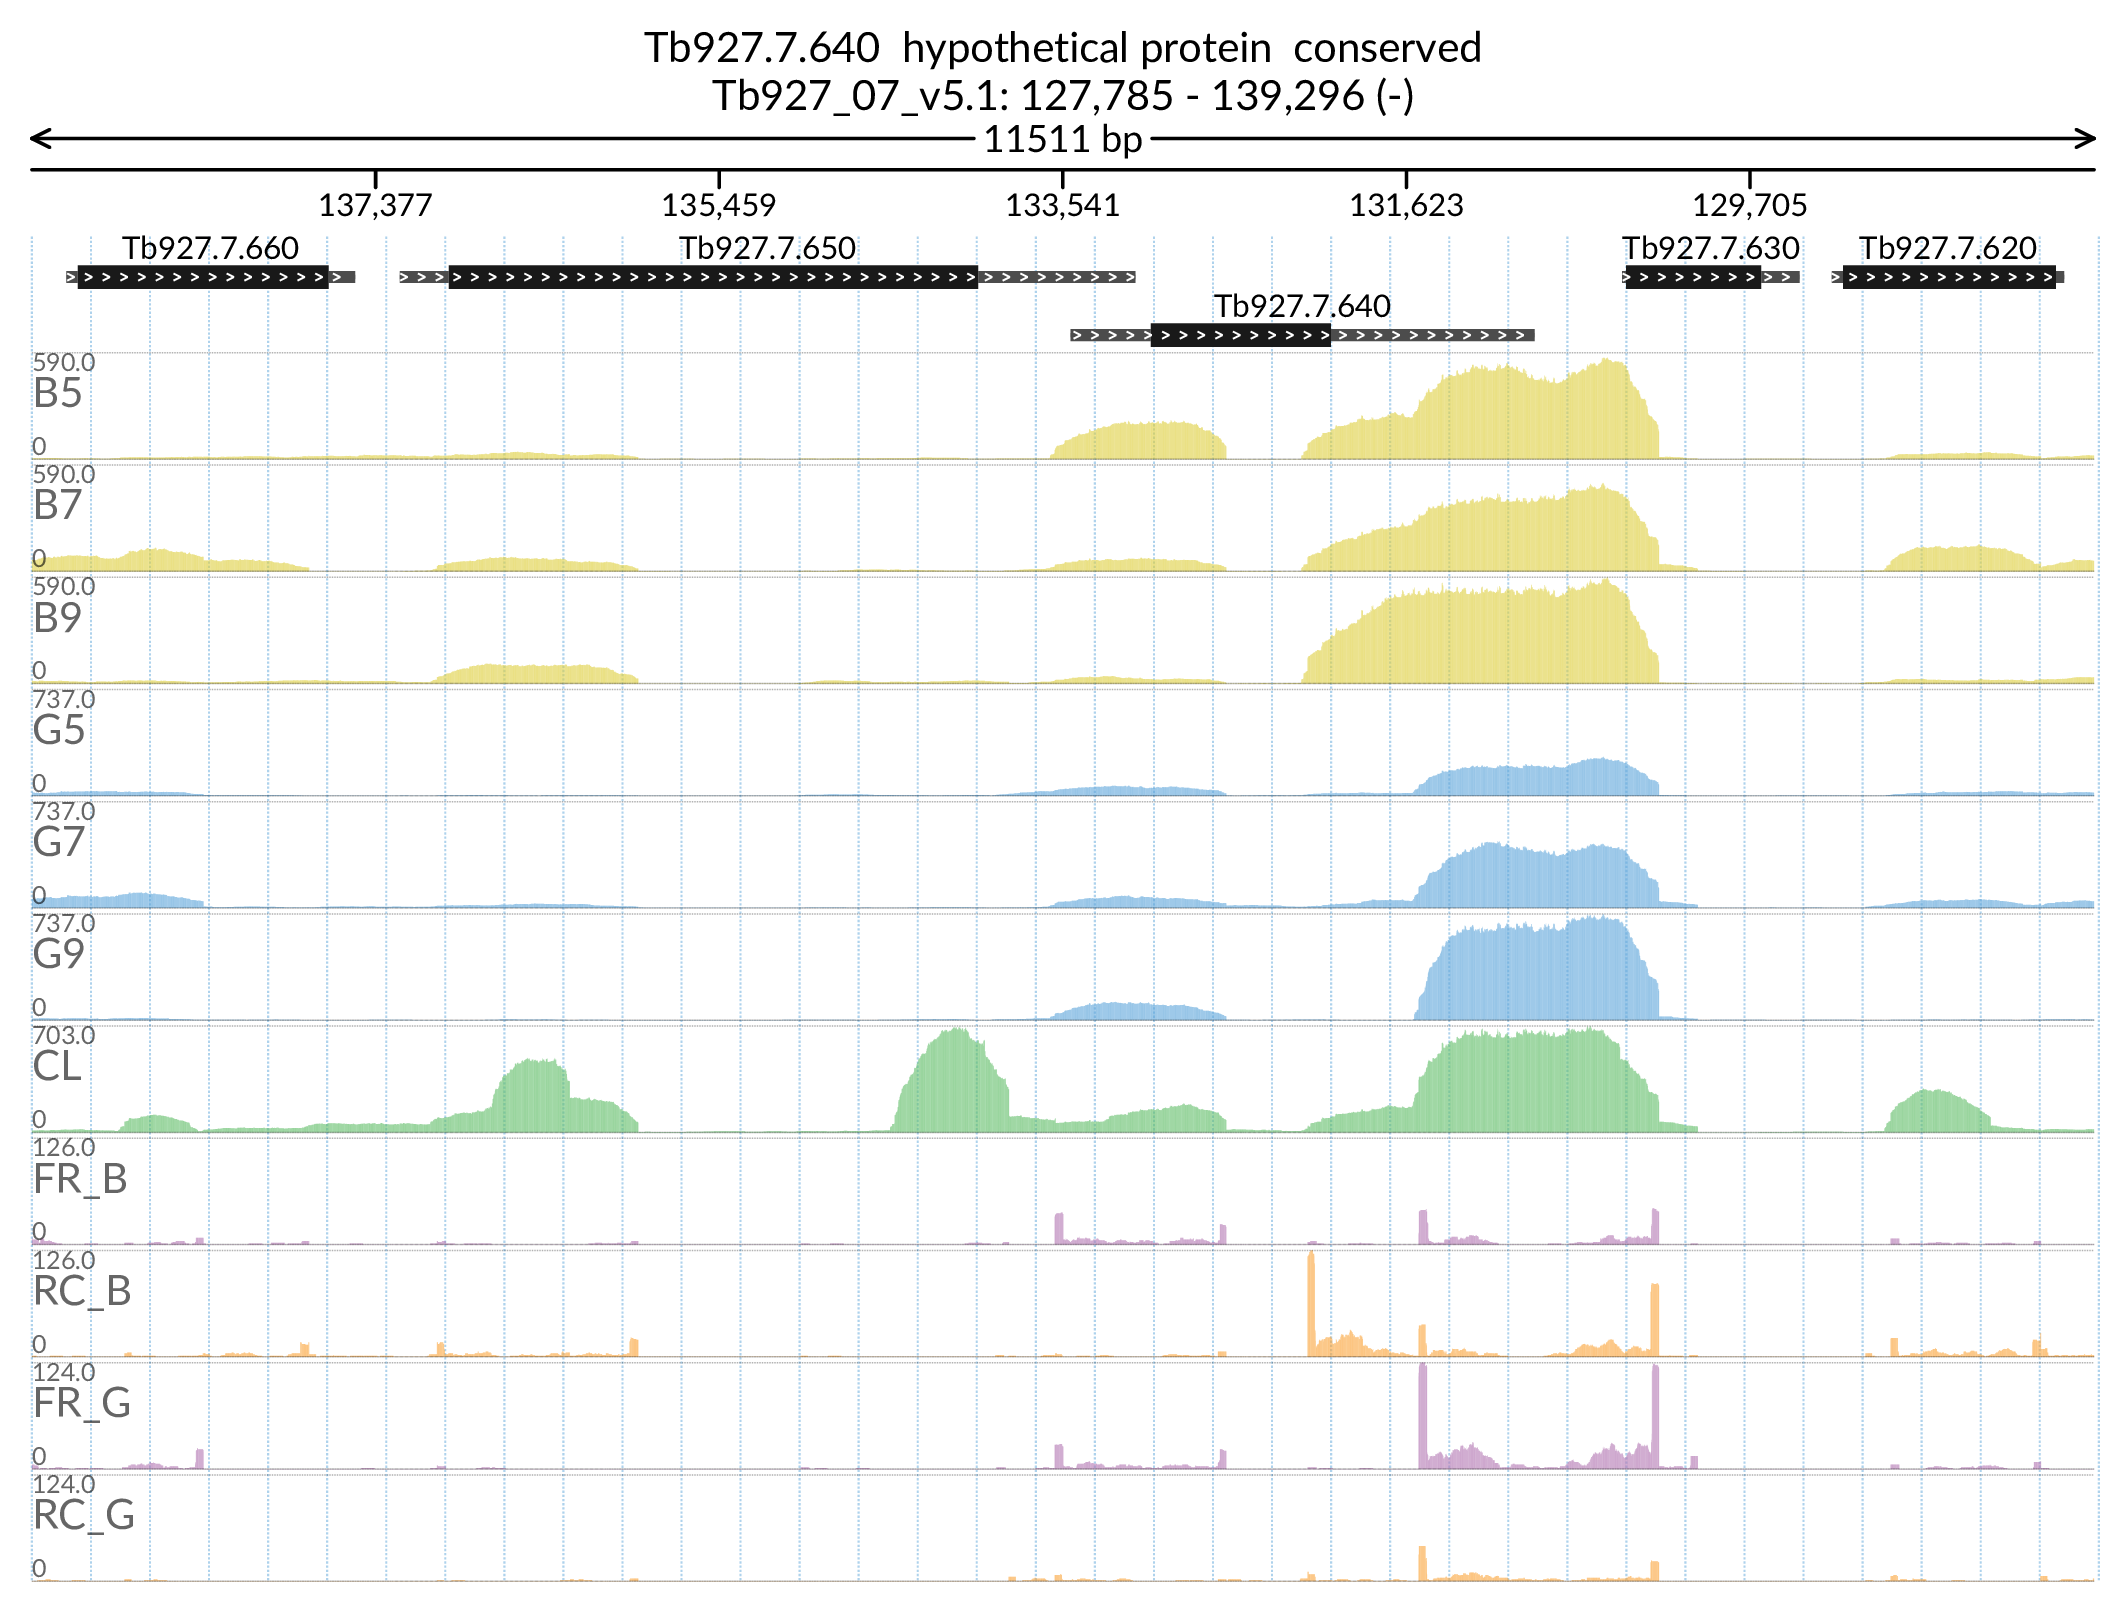 Tb927.7.640 hypothetical protein conserved
Tb927_07_v5.1: 127,785 - 139,296 (-)
11511 bp
137,377 135,459 133,541 131,623 129,705
Tb927.7.660 Tb927.7.650 Tb927.7.630 Tb927.7.620
Tb927.7.640
590.0
B5
0
590.0
B7
0
590.0
B9
0
737.0
G5
0
737.0
G7
0
737.0
G9
0
703.0
CL
0
126.0
FR_B
0
126.0
RC_B
0
124.0
FR_G
0
124.0
RC_G
0